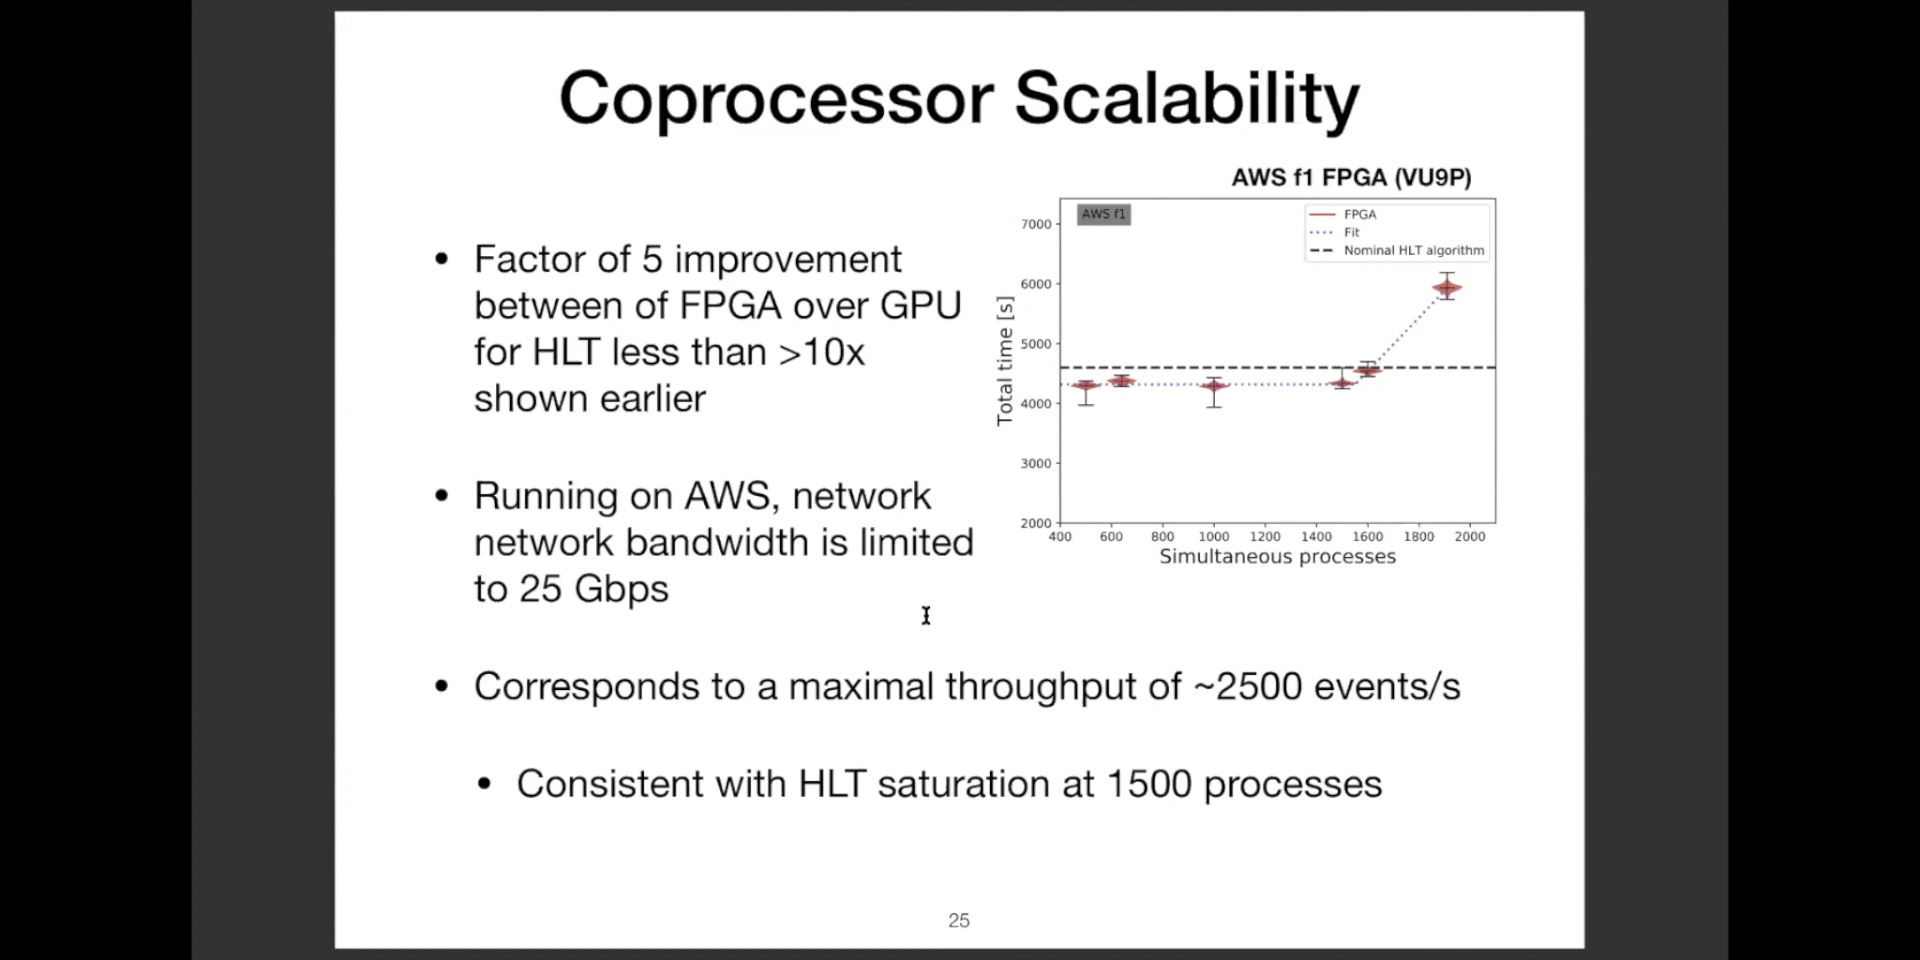 Coprocessor Scalability
• Factor of 5 improvement
between of FPGA over GPU
for HLT less than >10x
shown earlier
• Running on AWS, network
network bandwidth is limited
to 25 Gbps
AWS f1 FPGA (VU9P)
AWS f1
FPGA
Fit
Nominal HLT algorithm
Total time [s]
7000
6000
5000
4000
3000
2000
400 600 800 1000 1200 1400 1600 1800 2000
Simultaneous processes
• Corresponds to a maximal throughput of ~2500 events/s
• Consistent with HLT saturation at 1500 processes
25